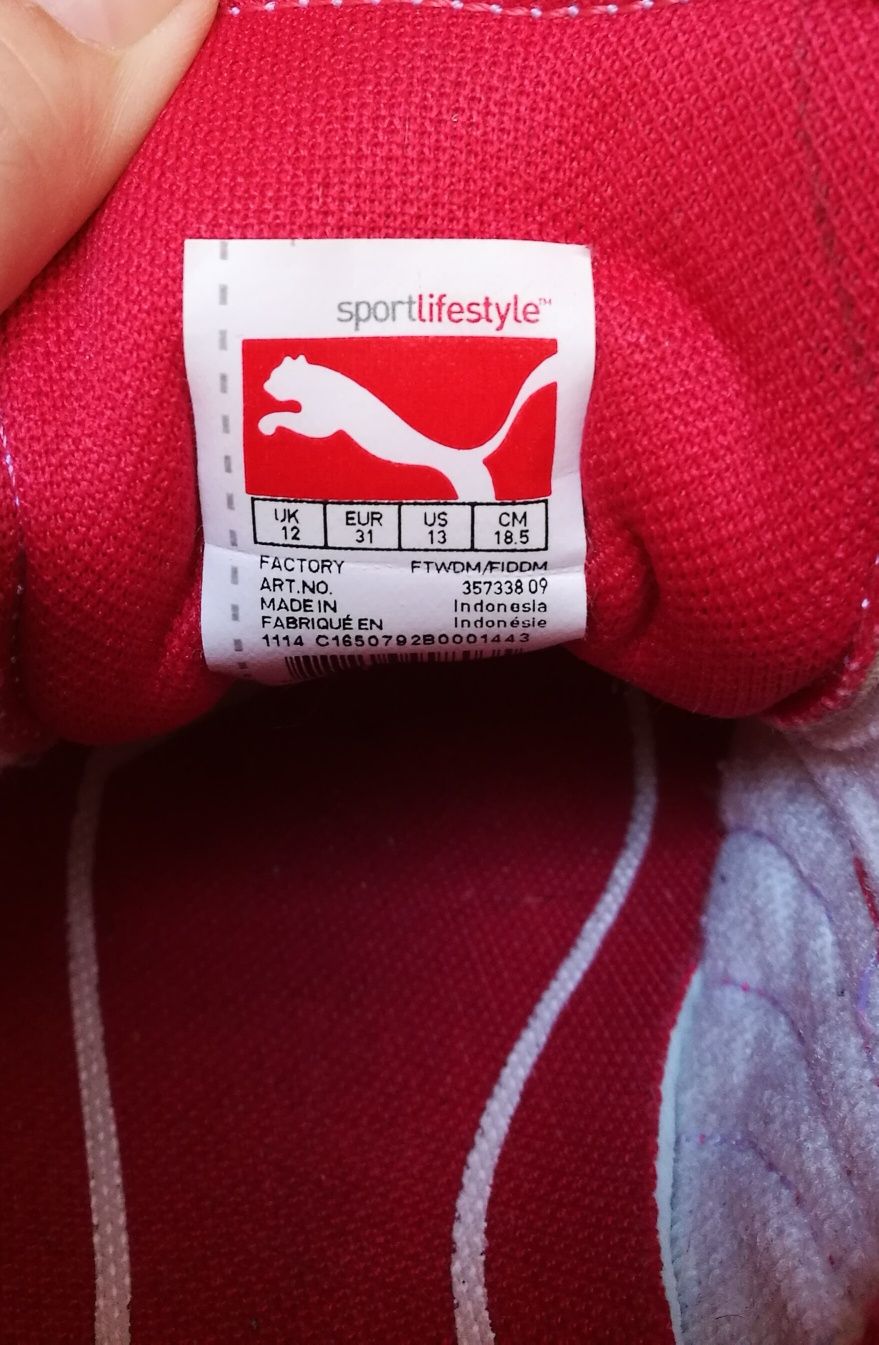 sportlifestyle™
UK EUR US CM
12 31 13 18.5
FACTORY FTWDM/FIDDM
ART.NO. 357338 09
MADE IN Indonesia
FABRIQUÉ EN Indonésie
1114 C1650792B0001443